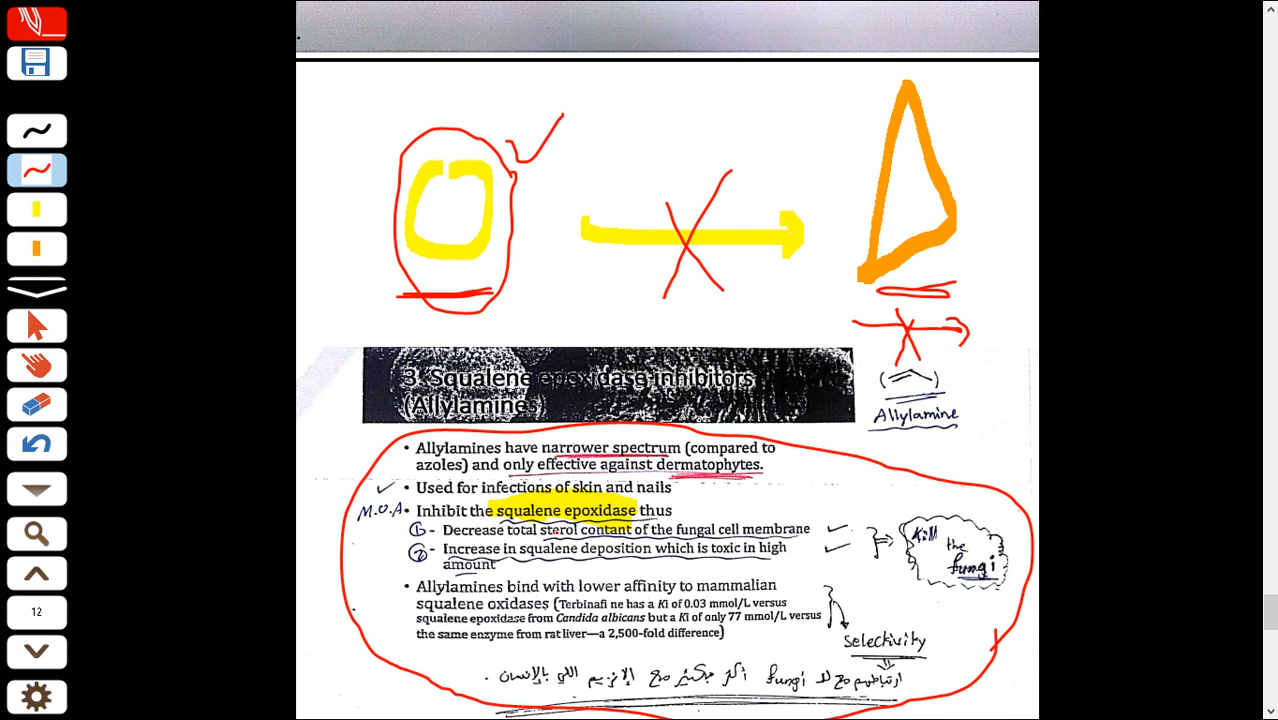 3. Squalene epoxidase inhibitors
(Allylamines)
(
)
Allylamine
• Allylamines have narrower spectrum (compared to
azoles) and only effective against dermatophytes.
• Used for infections of skin and nails
M.O.A • Inhibit the squalene epoxidase thus
① - Decrease total sterol contant of the fungal cell membrane
② - Increase in squalene deposition which is toxic in high
amount
Kill
the
fungi
• Allylamines bind with lower affinity to mammalian
squalene oxidases (Terbinafi ne has a Ki of 0.03 mmol/L versus
squalene epoxidase from Candida albicans but a Ki of only 77 mmol/L versus
the same enzyme from rat liver—a 2,500-fold difference)
Selectivity
ارتباطهم مع الـ fungi أكثر بكثير مع الإنزيم اللي بالإنسان .
12